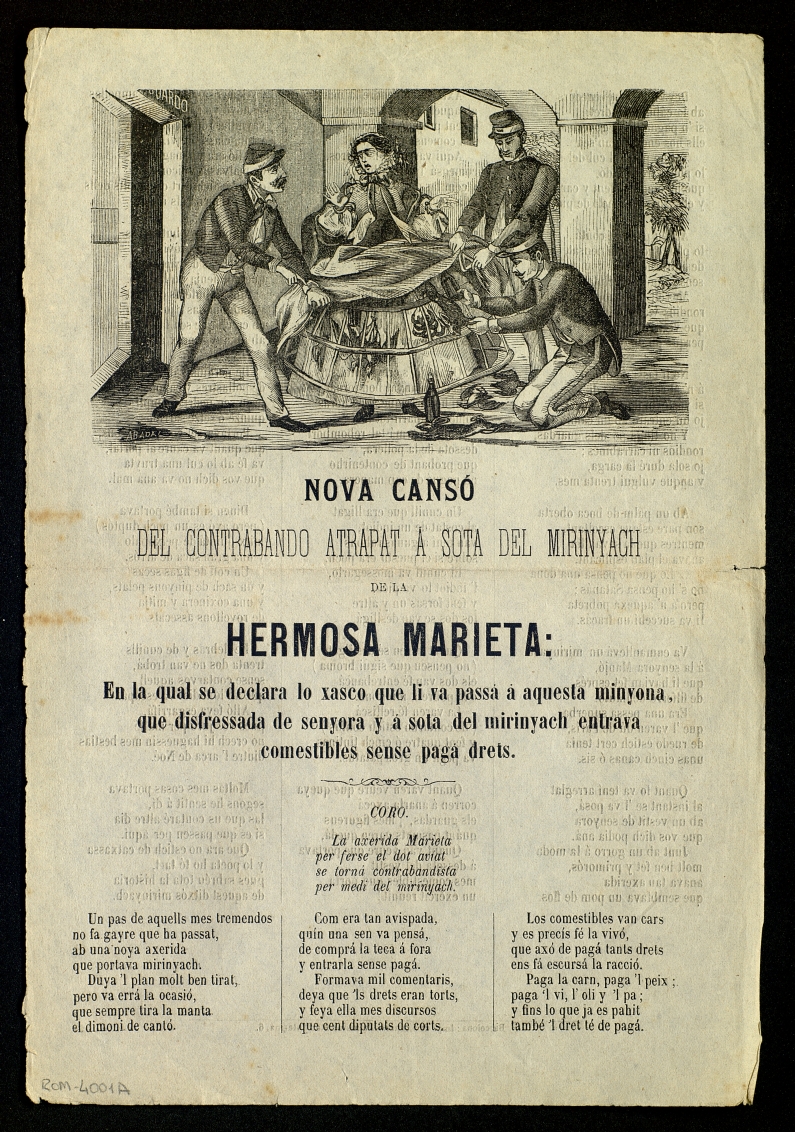 NOVA CANSÓ
DEL CONTRABANDO ATRAPAT Á SOTA DEL MIRINYACH
DE LA
HERMOSA MARIETA:
En la qual se declara lo xasco que li va passá á aquesta minyona,
que disfressada de senyora y á sota del mirinyach entrava
comestibles sense pagá drets.
CORO.
La axerida Marieta
per ferse el dot aviat
se torná contrabandista
per medi del mirinyach.
Un pas de aquells mes tremendos
no fa gayre que ha passat,
ab una noya axerida
que portava mirinyach.
Duya 'l plan molt ben tirat,
pero va errá la ocasió,
que sempre tira la manta
el dimoni de cantó.
Com era tan avispada,
quín una sen va pensá,
de comprá la teca á fora
y entrarla sense pagá.
Formava mil comentaris,
deya que 'ls drets eran torts,
y feya ella mes discursos
que cent diputats de corts.
Los comestibles van cars
y es precís fé la vivó,
que axó de pagá tants drets
ens fá escursá la racció.
Paga la carn, paga 'l peix;
paga 'l vi, l' oli y 'l pa;
y fins lo que ja es pahit
també 'l dret té de pagá.
ROM-4001A